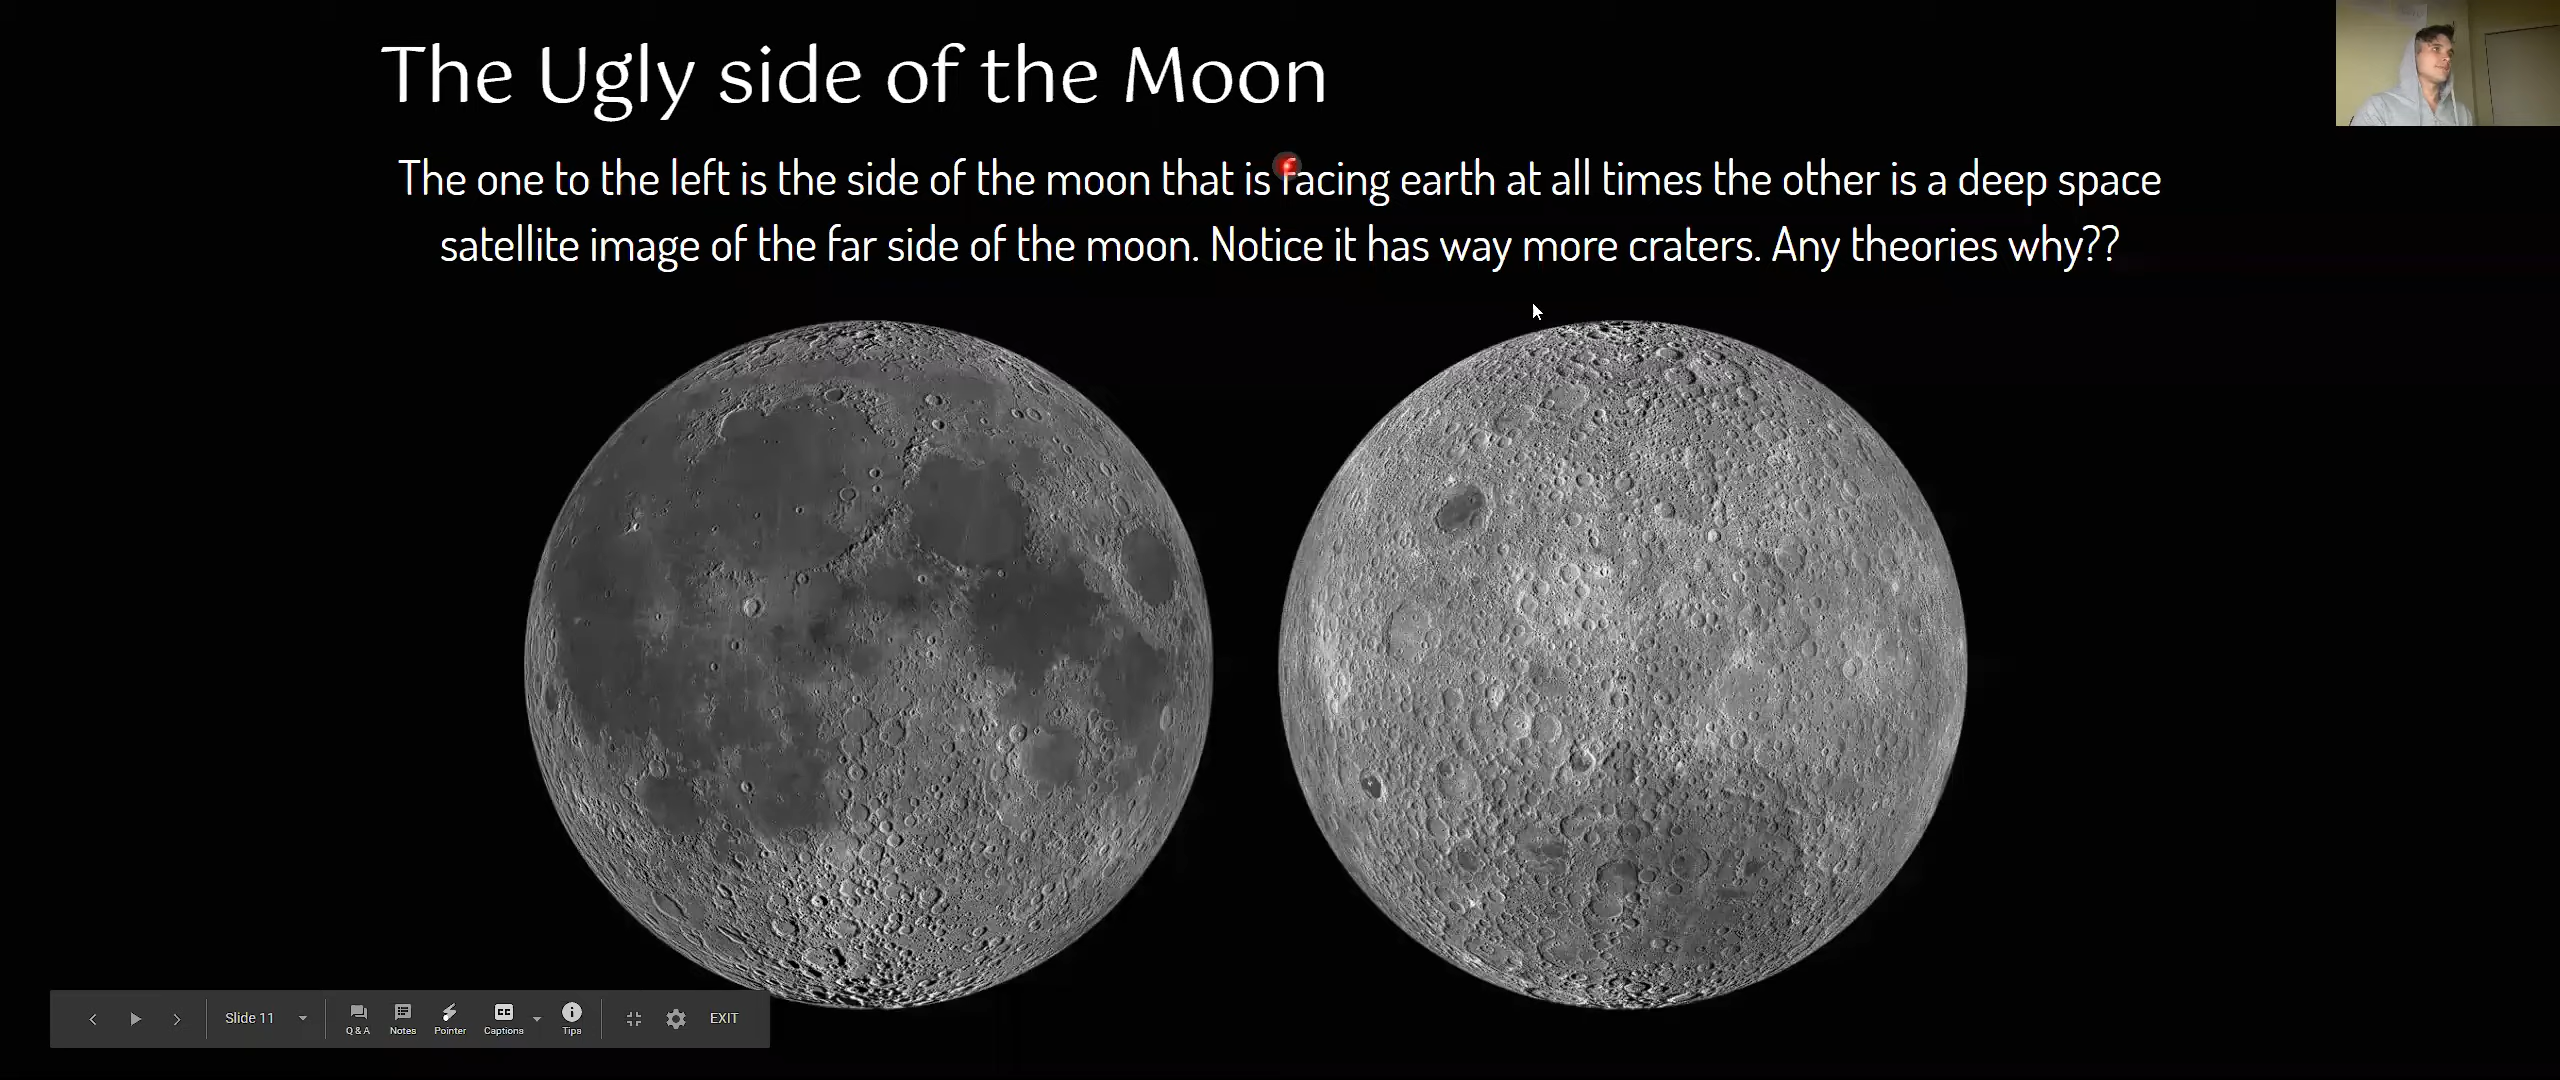 The Ugly side of the Moon
The one to the left is the side of the moon that is facing earth at all times the other is a deep space
satellite image of the far side of the moon. Notice it has way more craters. Any theories why??
Slide 11
Q & A
Notes
Pointer
CC
Captions
Tips
EXIT